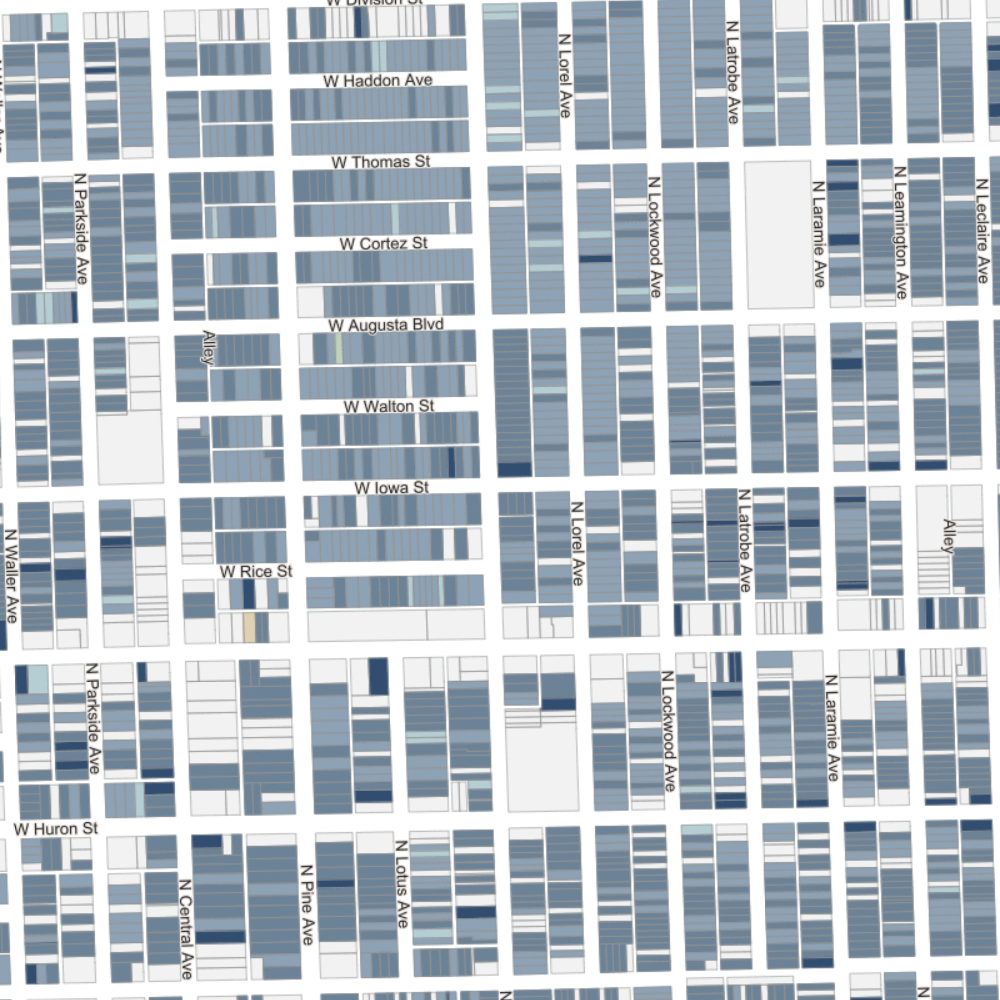 W Division St
N Lorel Ave
N Latrobe Ave
W Haddon Ave
W Thomas St
N Parkside Ave
N Lockwood Ave
N Laramie Ave
N Leamington Ave
N Leclaire Ave
W Cortez St
W Augusta Blvd
Alley
W Walton St
W Iowa St
N Waller Ave
N Lorel Ave
N Latrobe Ave
Alley
W Rice St
N Parkside Ave
N Lockwood Ave
N Laramie Ave
W Huron St
N Central Ave
N Pine Ave
N Lotus Ave